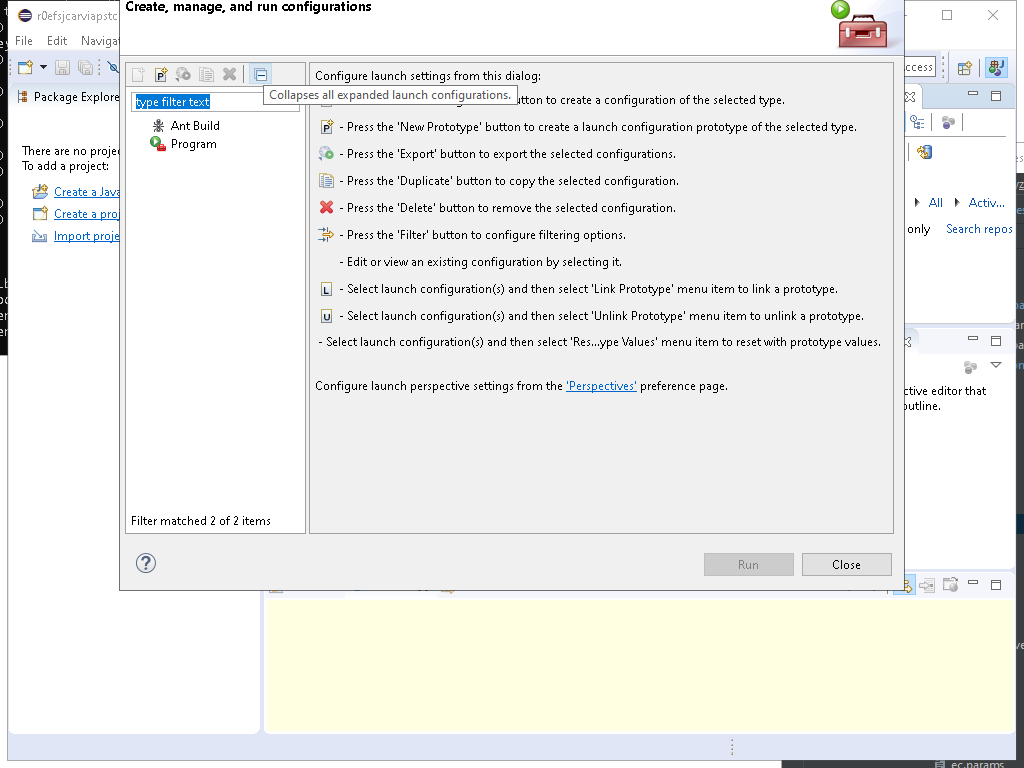 Create, manage, and run configurations
r0efsjcarviapstc
File Edit Naviga
Package Explore
type filter text
Ant Build
Program
Filter matched 2 of 2 items
Configure launch settings from this dialog:
Collapses all expanded launch configurations.
utton to create a configuration of the selected type.
- Press the 'New Prototype' button to create a launch configuration prototype of the selected type.
- Press the 'Export' button to export the selected configurations.
- Press the 'Duplicate' button to copy the selected configuration.
- Press the 'Delete' button to remove the selected configuration.
- Press the 'Filter' button to configure filtering options.
- Edit or view an existing configuration by selecting it.
L - Select launch configuration(s) and then select 'Link Prototype' menu item to link a prototype.
U - Select launch configuration(s) and then select 'Unlink Prototype' menu item to unlink a prototype.
- Select launch configuration(s) and then select 'Res...ype Values' menu item to reset with prototype values.
Configure launch perspective settings from the 'Perspectives' preference page.
Run
Close
There are no projec
To add a project:
Create a Java
Create a proj
Import proje
ccess
All
Activ...
only
Search repos
ctive editor that
outline.
ec.params